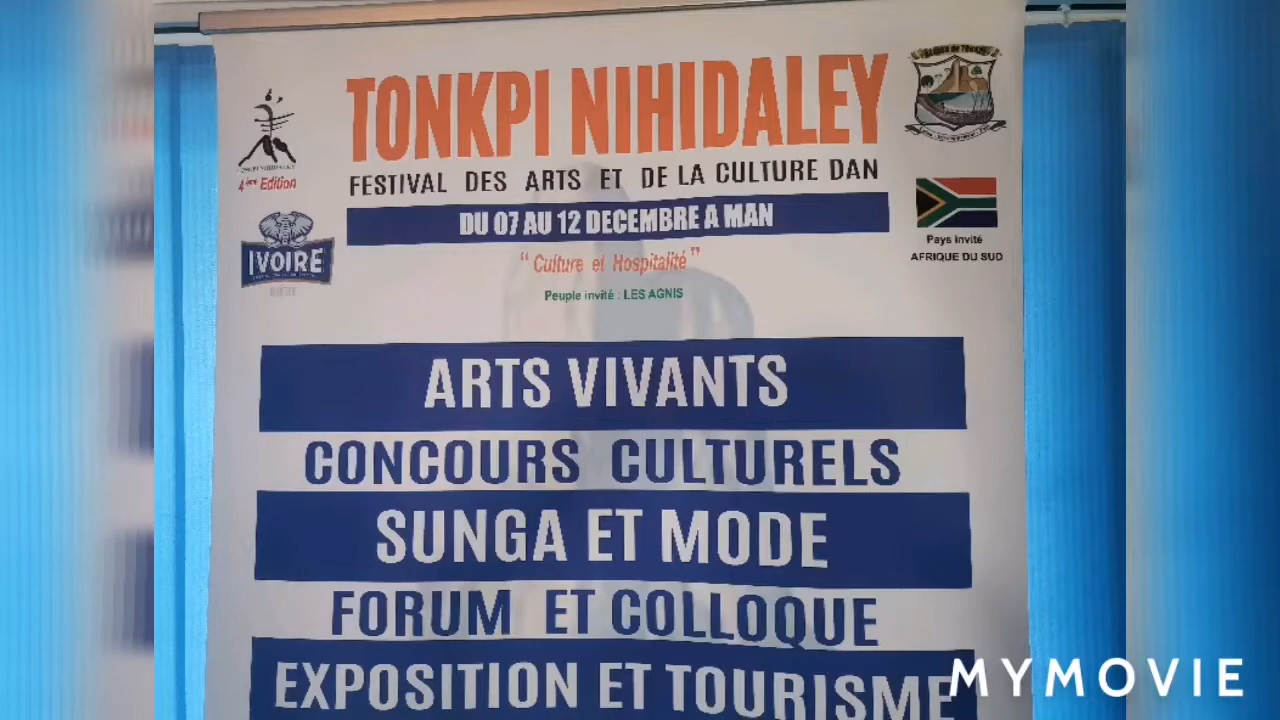 TONKPI NIHIDALEY
FESTIVAL DES ARTS ET DE LA CULTURE DAN
DU 07 AU 12 DECEMBRE A MAN
4ème Edition
IVOIRE
“ Culture et Hospitalité ”
Peuple invité : LES AGNIS
Pays invité
AFRIQUE DU SUD
ARTS VIVANTS
CONCOURS CULTURELS
SUNGA ET MODE
FORUM ET COLLOQUE
EXPOSITION ET TOURISME
MYMOVIE